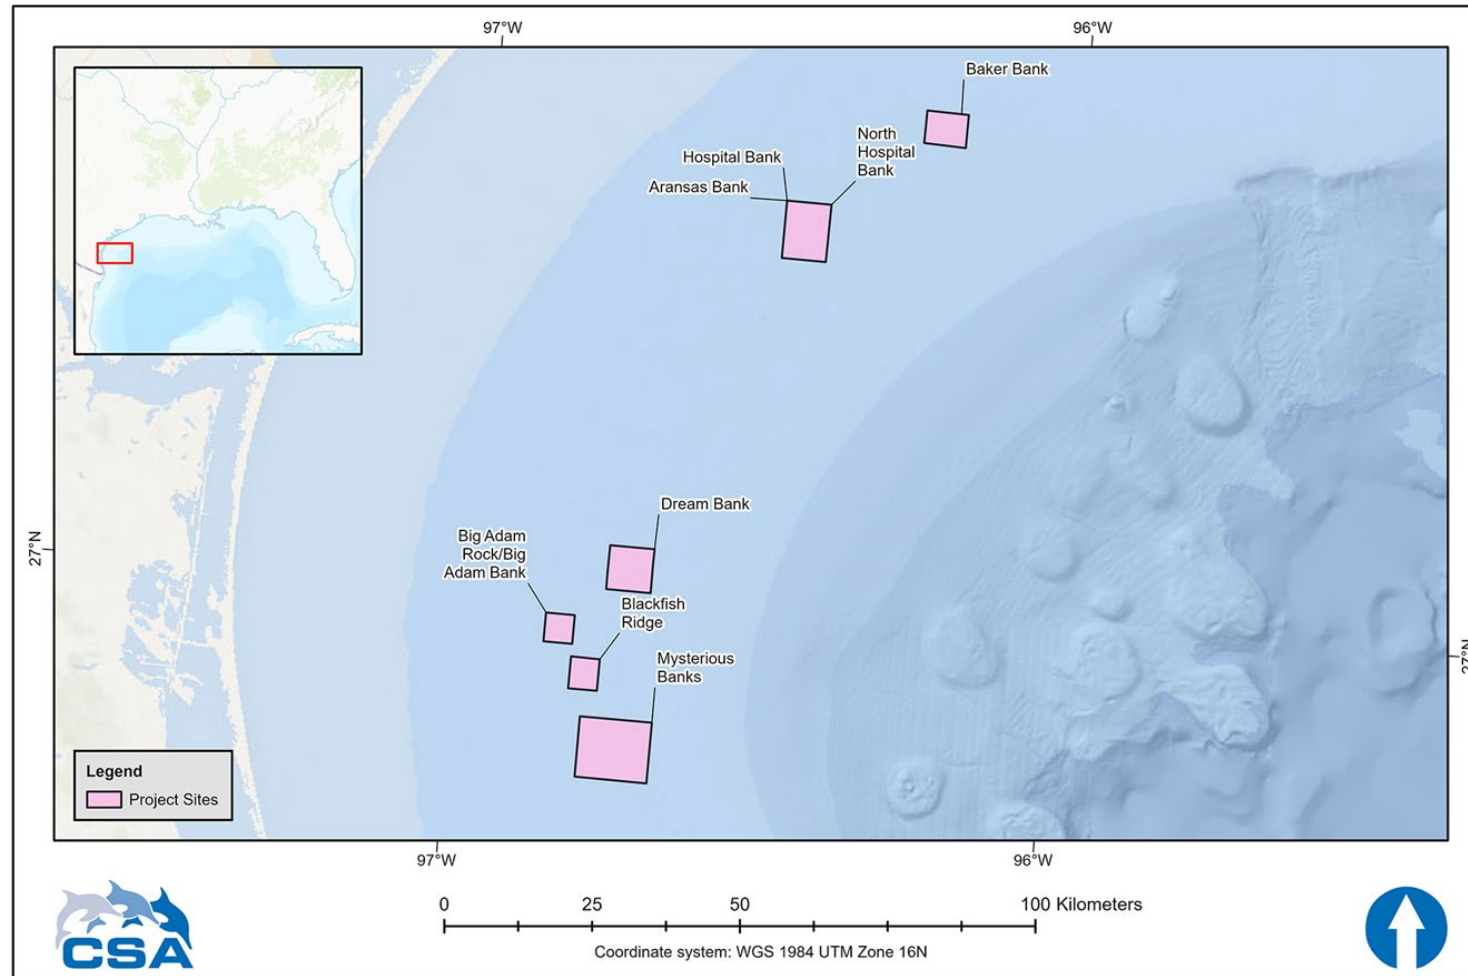 97°W
96°W
Baker Bank
North
Hospital
Bank
Hospital Bank
Aransas Bank
Dream Bank
27°N
Big Adam
Rock/Big
Adam Bank
Blackfish
Ridge
Mysterious
Banks
27°N
Legend
Project Sites
97°W
96°W
CSA
0 25 50 100 Kilometers
Coordinate system: WGS 1984 UTM Zone 16N